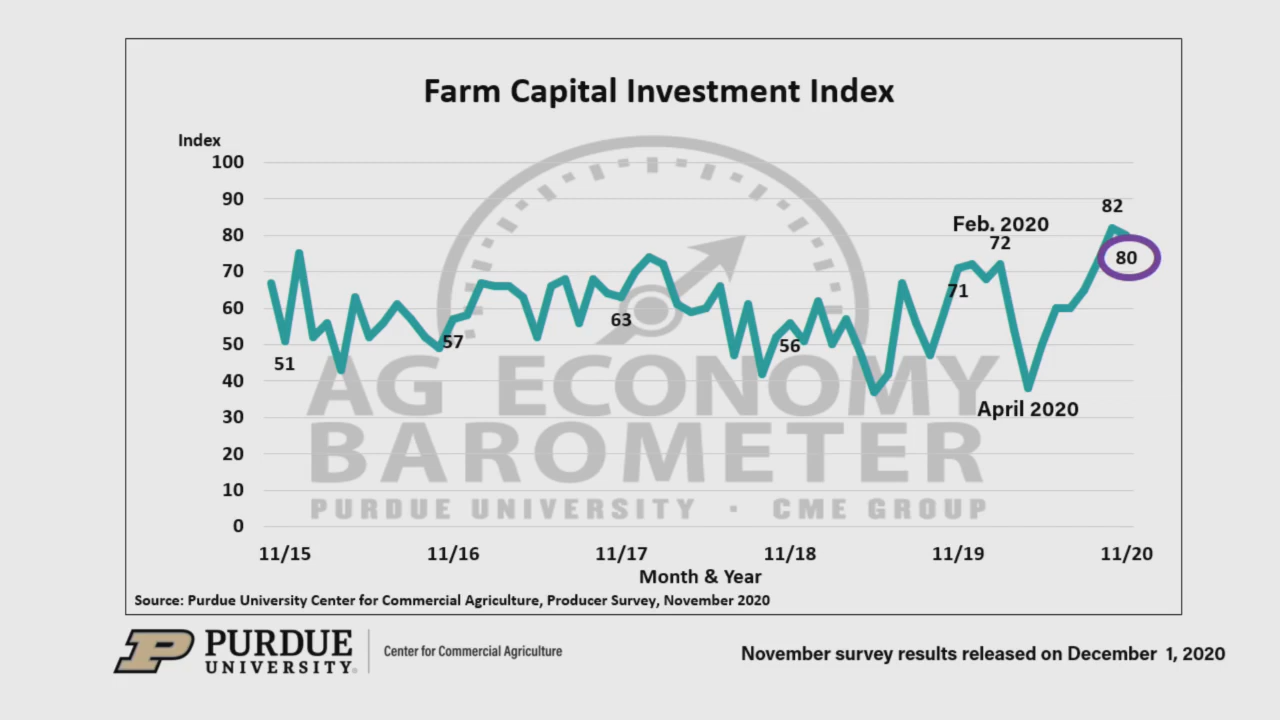 Farm Capital Investment Index
Index
100
90
80
70
60
50
40
30
20
10
0
51
57
63
56
71
Feb. 2020
72
April 2020
82
80
AG ECONOMY
BAROMETER
PURDUE UNIVERSITY · CME GROUP
11/15 11/16 11/17 11/18 11/19 11/20
Month & Year
Source: Purdue University Center for Commercial Agriculture, Producer Survey, November 2020
P PURDUE
UNIVERSITY®
Center for Commercial Agriculture
November survey results released on December 1, 2020